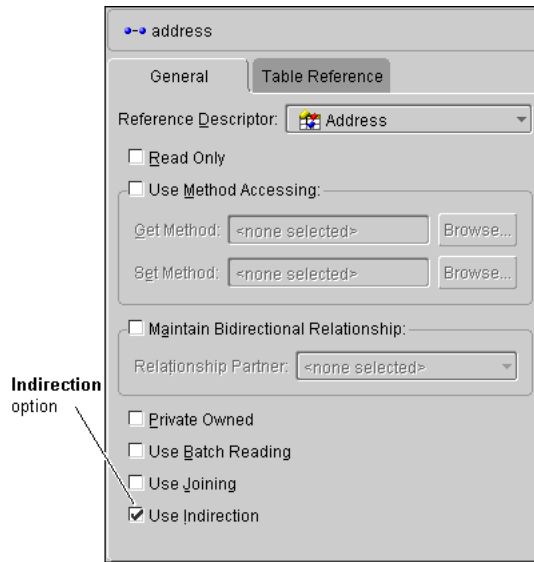 address
General Table Reference
Reference Descriptor: Address
Read Only
Use Method Accessing:
Get Method: <none selected> Browse...
Set Method: <none selected> Browse...
Maintain Bidirectional Relationship:
Relationship Partner: <none selected>
Indirection
option
Private Owned
Use Batch Reading
Use Joining
Use Indirection